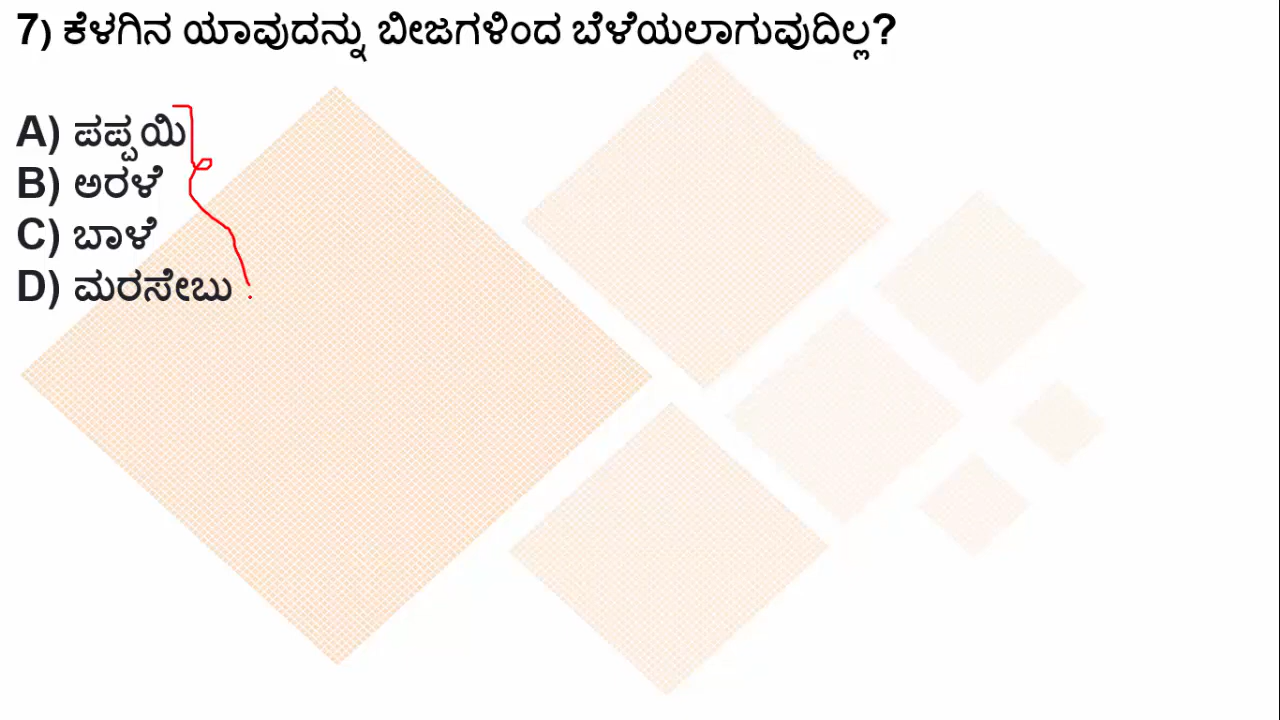 7) ಕೆಳಗಿನ ಯಾವುದನ್ನು ಬೀಜಗಳಿಂದ ಬೆಳೆಯಲಾಗುವುದಿಲ್ಲ?
A) ಪಪ್ಪಯಿ
B) ಅರಳೆ
C) ಬಾಳೆ
D) ಮರಸೇಬು